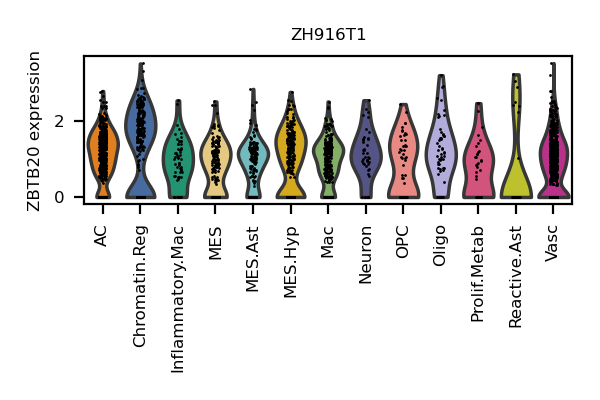 ZH916T1
ZBTB20 expression
2
0
AC
Chromatin.Reg
Inflammatory.Mac
MES
MES.Ast
MES.Hyp
Mac
Neuron
OPC
Oligo
Prolif.Metab
Reactive.Ast
Vasc